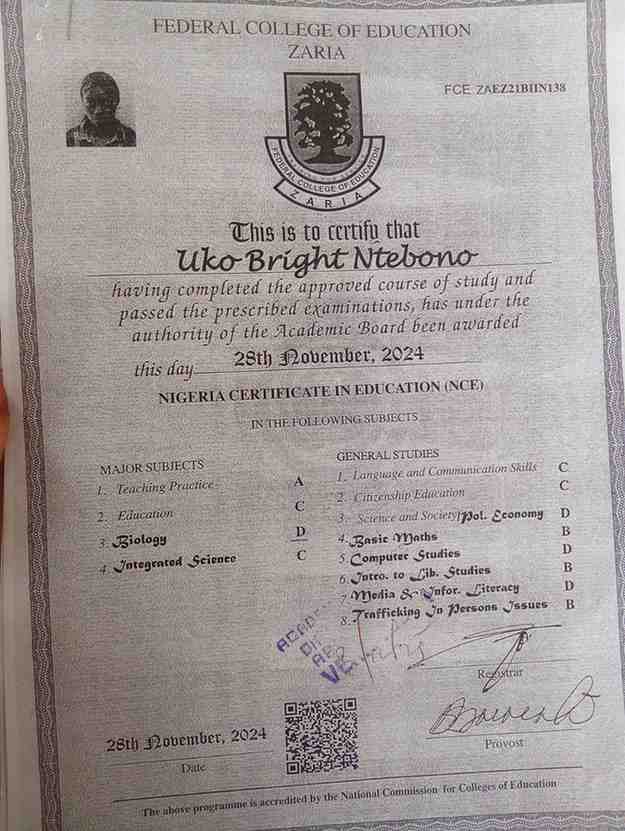 FEDERAL COLLEGE OF EDUCATION
ZARIA
FCE ZAEZ21BIIN138
FEDERAL COLLEGE OF EDUCATION
ZARIA
This is to certify that
Uko Bright Ntebono
having completed the approved course of study and
passed the prescribed examinations, has under the
authority of the Academic Board been awarded
this day 28th November, 2024
NIGERIA CERTIFICATE IN EDUCATION (NCE)
IN THE FOLLOWING SUBJECTS
MAJOR SUBJECTS
1. Teaching Practice A
2. Education C
3. Biology D
4. Integrated Science C
GENERAL STUDIES
1. Language and Communication Skills C
2. Citizenship Education C
3. Science and Society/Pol. Economy D
4. Basic Maths B
5. Computer Studies D
6. Intro. to Lib. Studies B
7. Media & Infor. Literacy D
8. Trafficking In Persons Issues B
Registrar
Provost
28th November, 2024
Date
The above programme is accredited by the National Commission for Colleges of Education